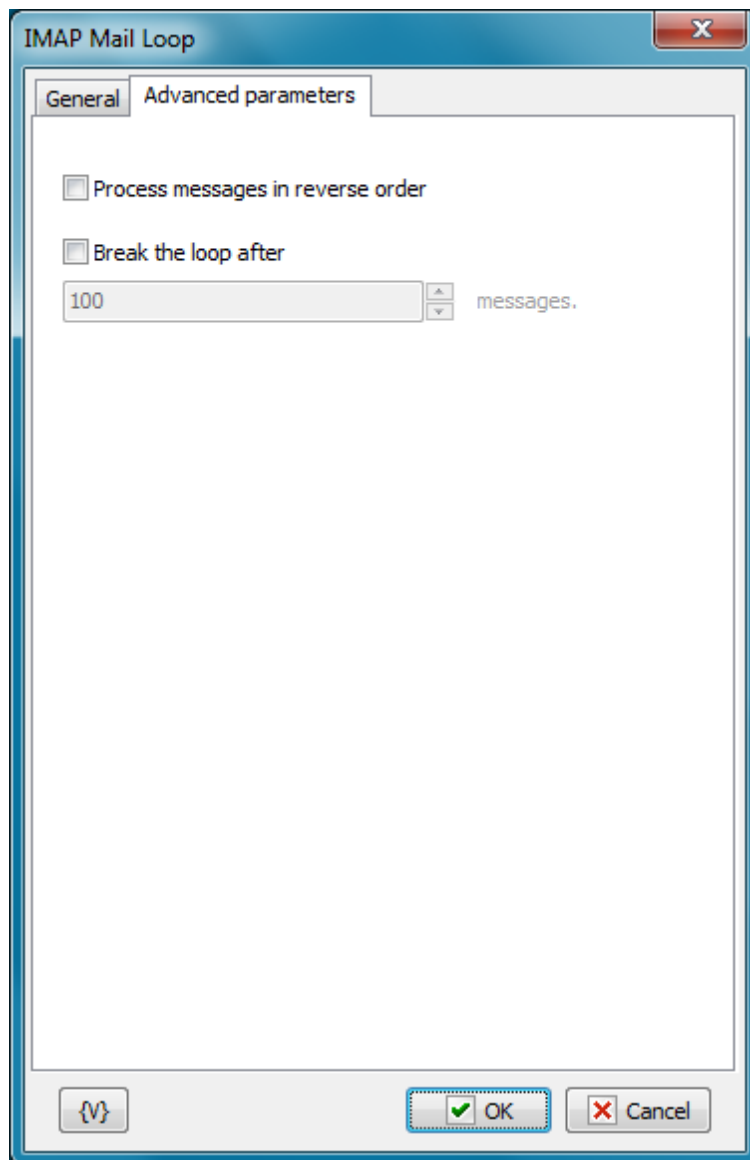 IMAP Mail Loop
General Advanced parameters
Process messages in reverse order
Break the loop after
100 messages.
{V} OK Cancel